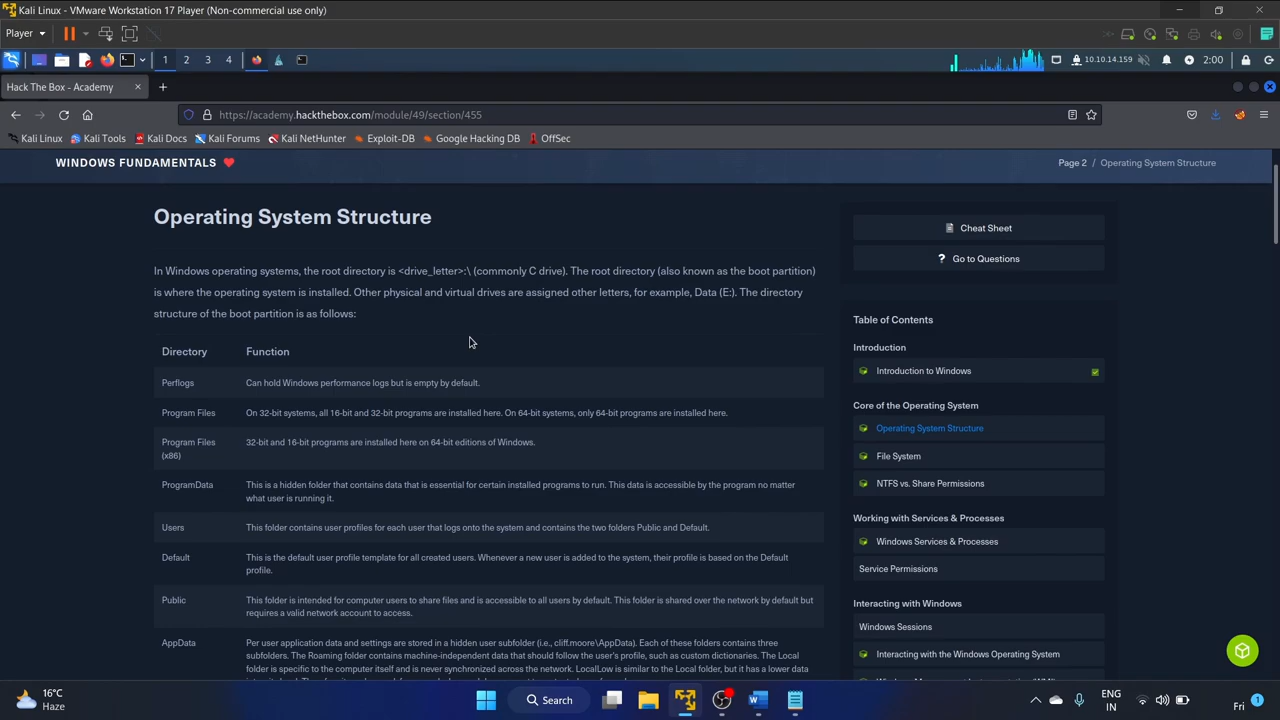 Kali Linux - VMware Workstation 17 Player (Non-commercial use only)
Player
1 2 3 4
10.10.14.159
2:00
Hack The Box - Academy
https://academy.hackthebox.com/module/49/section/455
Kali Linux Kali Tools Kali Docs Kali Forums Kali NetHunter Exploit-DB Google Hacking DB OffSec
WINDOWS FUNDAMENTALS
Page 2 / Operating System Structure
Operating System Structure
In Windows operating systems, the root directory is <drive_letter>:\ (commonly C drive). The root directory (also known as the boot partition)
is where the operating system is installed. Other physical and virtual drives are assigned other letters, for example, Data (E:). The directory
structure of the boot partition is as follows:
Directory Function
Perflogs Can hold Windows performance logs but is empty by default.
Program Files On 32-bit systems, all 16-bit and 32-bit programs are installed here. On 64-bit systems, only 64-bit programs are installed here.
Program Files 32-bit and 16-bit programs are installed here on 64-bit editions of Windows.
(x86)
ProgramData This is a hidden folder that contains data that is essential for certain installed programs to run. This data is accessible by the program no matter
what user is running it.
Users This folder contains user profiles for each user that logs onto the system and contains the two folders Public and Default.
Default This is the default user profile template for all created users. Whenever a new user is added to the system, their profile is based on the Default
profile.
Public This folder is intended for computer users to share files and is accessible to all users by default. This folder is shared over the network by default but
requires a valid network account to access.
AppData Per user application data and settings are stored in a hidden user subfolder (i.e., cliff.moore\AppData). Each of these folders contains three
subfolders. The Roaming folder contains machine-independent data that should follow the user's profile, such as custom dictionaries. The Local
folder is specific to the computer itself and is never synchronized across the network. LocalLow is similar to the Local folder, but it has a lower data
Cheat Sheet
? Go to Questions
Table of Contents
Introduction
Introduction to Windows
Core of the Operating System
Operating System Structure
File System
NTFS vs. Share Permissions
Working with Services & Processes
Windows Services & Processes
Service Permissions
Interacting with Windows
Windows Sessions
Interacting with the Windows Operating System
16°C
Haze
Search
ENG
IN
Fri
1